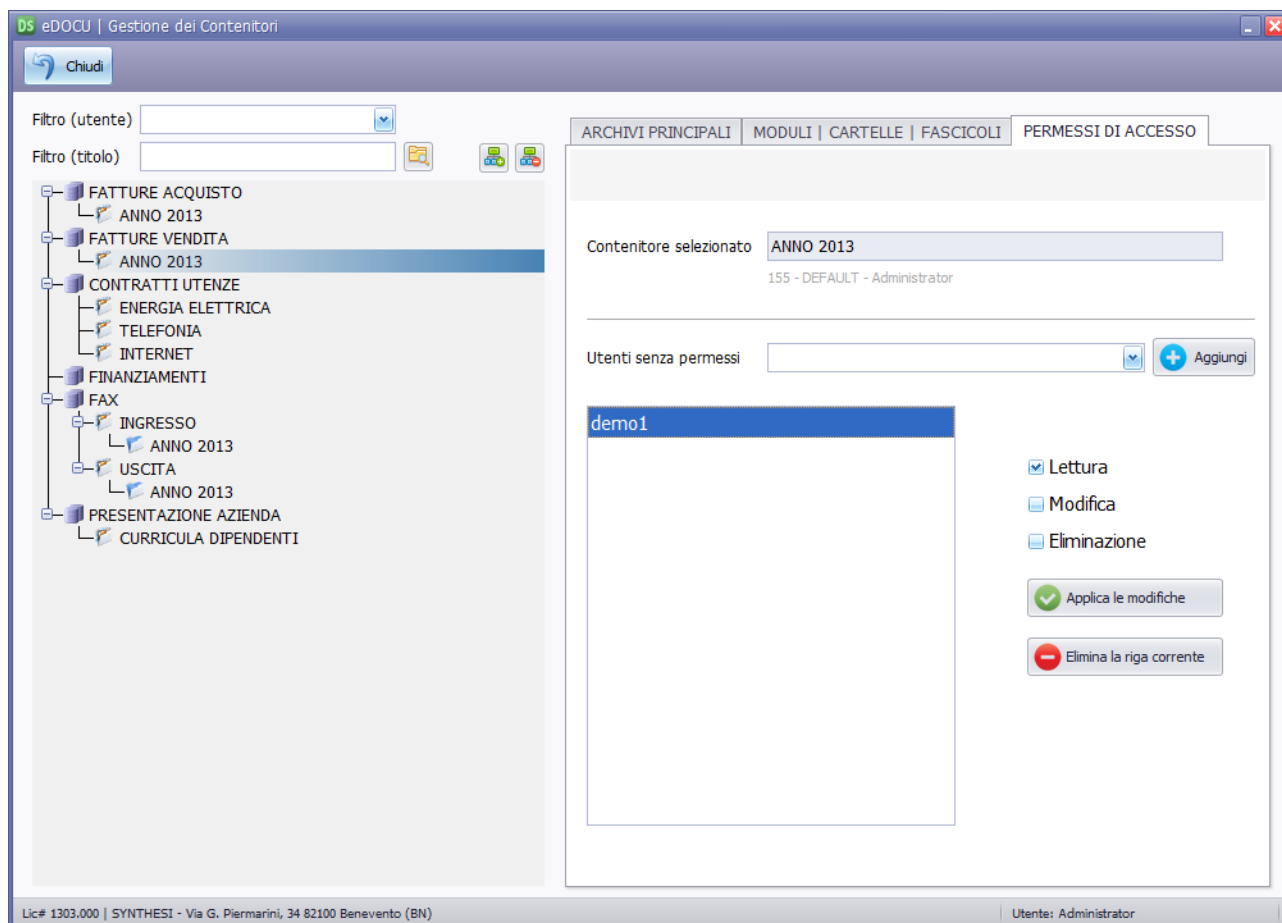 DS eDOCU | Gestione dei Contenitori
Chiudi
Filtro (utente)
Filtro (titolo)
FATTURE ACQUISTO
ANNO 2013
FATTURE VENDITA
ANNO 2013
CONTRATTI UTENZE
ENERGIA ELETTRICA
TELEFONIA
INTERNET
FINANZIAMENTI
FAX
INGRESSO
ANNO 2013
USCITA
ANNO 2013
PRESENTAZIONE AZIENDA
CURRICULA DIPENDENTI
ARCHIVI PRINCIPALI MODULI | CARTELLE | FASCICOLI PERMESSI DI ACCESSO
Contenitore selezionato ANNO 2013
155 - DEFAULT - Administrator
Utenti senza permessi Aggiungi
demo1
Lettura
Modifica
Eliminazione
Applica le modifiche
Elimina la riga corrente
Lic# 1303.000 | SYNTHESI - Via G. Piermarini, 34 82100 Benevento (BN) Utente: Administrator